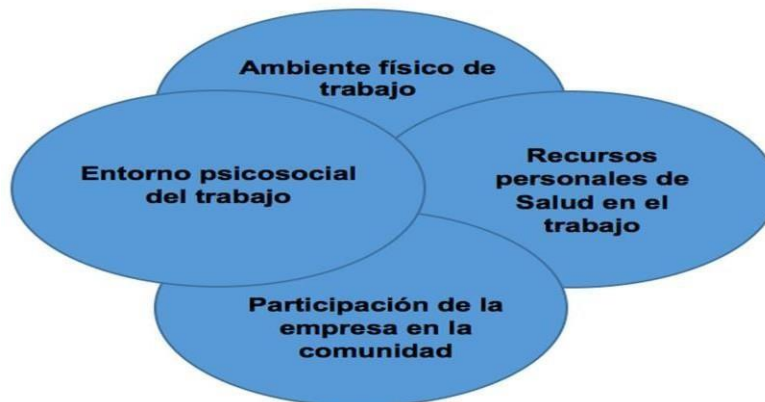 Ambiente físico de
trabajo
Entorno psicosocial
del trabajo
Recursos
personales de
Salud en el
trabajo
Participación de la
empresa en la
comunidad